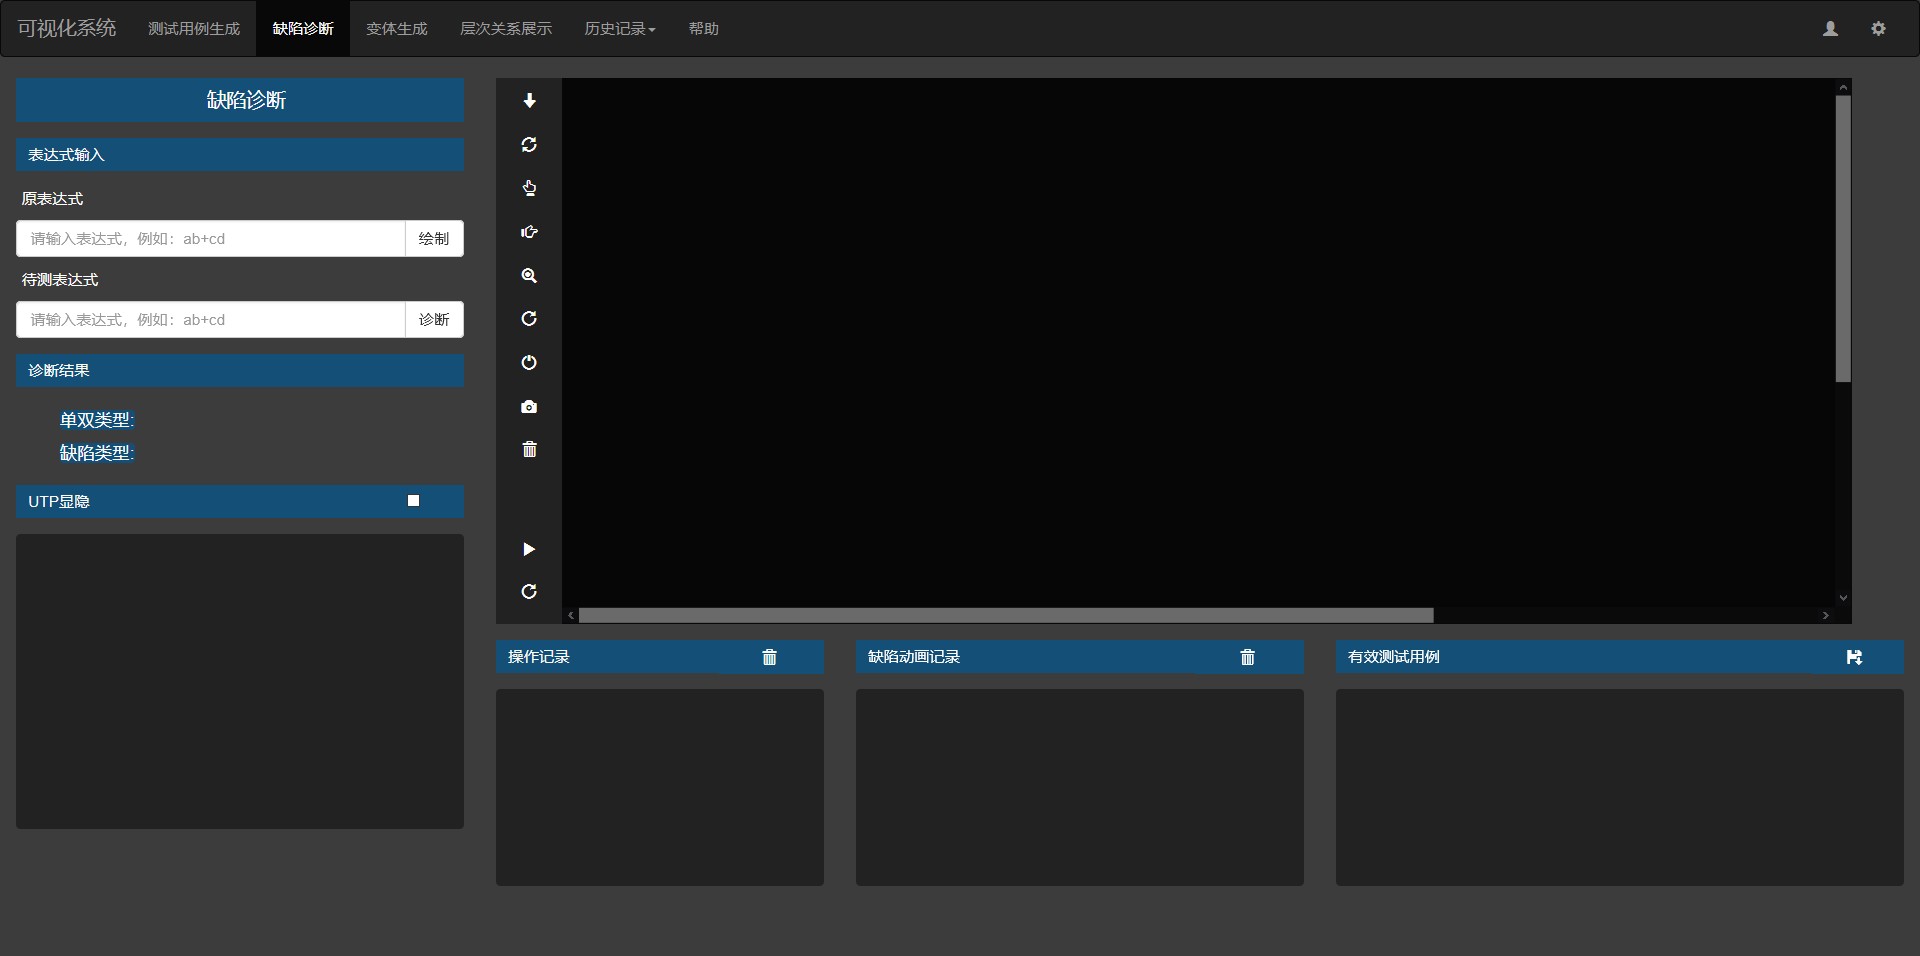 可视化系统 测试用例生成 缺陷诊断 变体生成 层次关系展示 历史记录 帮助
缺陷诊断
表达式输入
原表达式
请输入表达式，例如：ab+cd 绘制
待测表达式
请输入表达式，例如：ab+cd 诊断
诊断结果
单双类型:
缺陷类型:
UTP显隐
操作记录
缺陷动画记录
有效测试用例